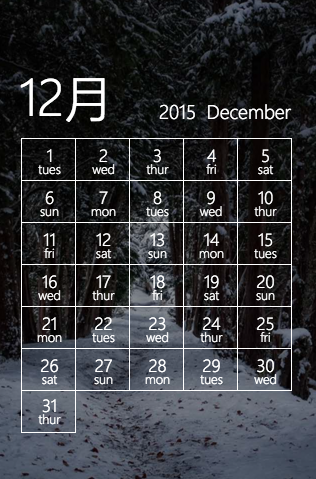 12月 2015 December
1 2 3 4 5
tues wed thur fri sat
6 7 8 9 10
sun mon tues wed thur
11 12 13 14 15
fri sat sun mon tues
16 17 18 19 20
wed thur fri sat sun
21 22 23 24 25
mon tues wed thur fri
26 27 28 29 30
sat sun mon tues wed
31
thur